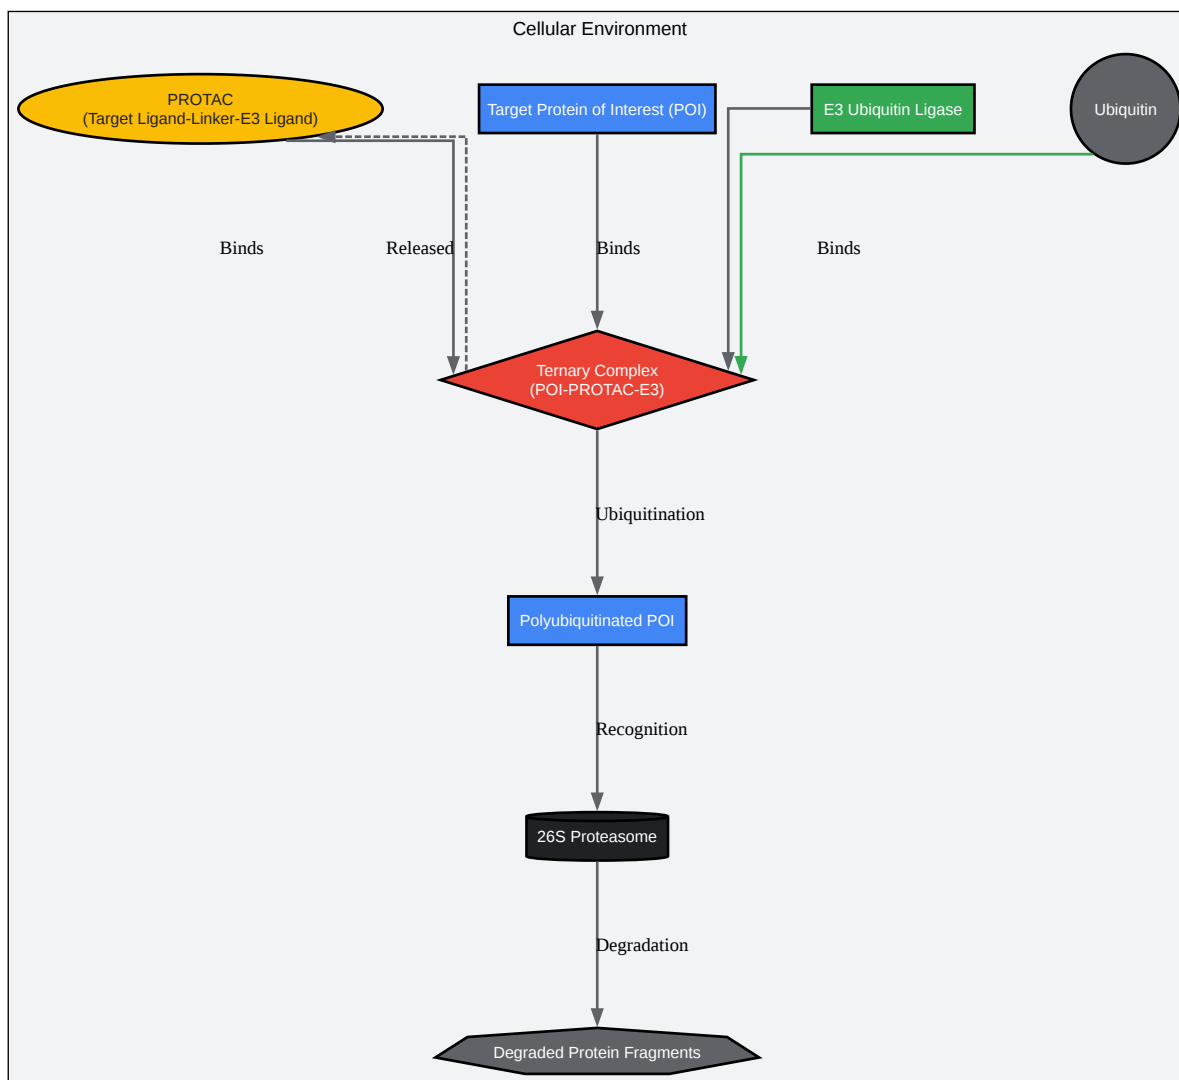 Cellular Environment
PROTAC
(Target Ligand-Linker-E3 Ligand)
Target Protein of Interest (POI)
E3 Ubiquitin Ligase
Ubiquitin
Binds
Released
Binds
Binds
Ternary Complex
(POI-PROTAC-E3)
Ubiquitination
Polyubiquitinated POI
Recognition
26S Proteasome
Degradation
Degraded Protein Fragments